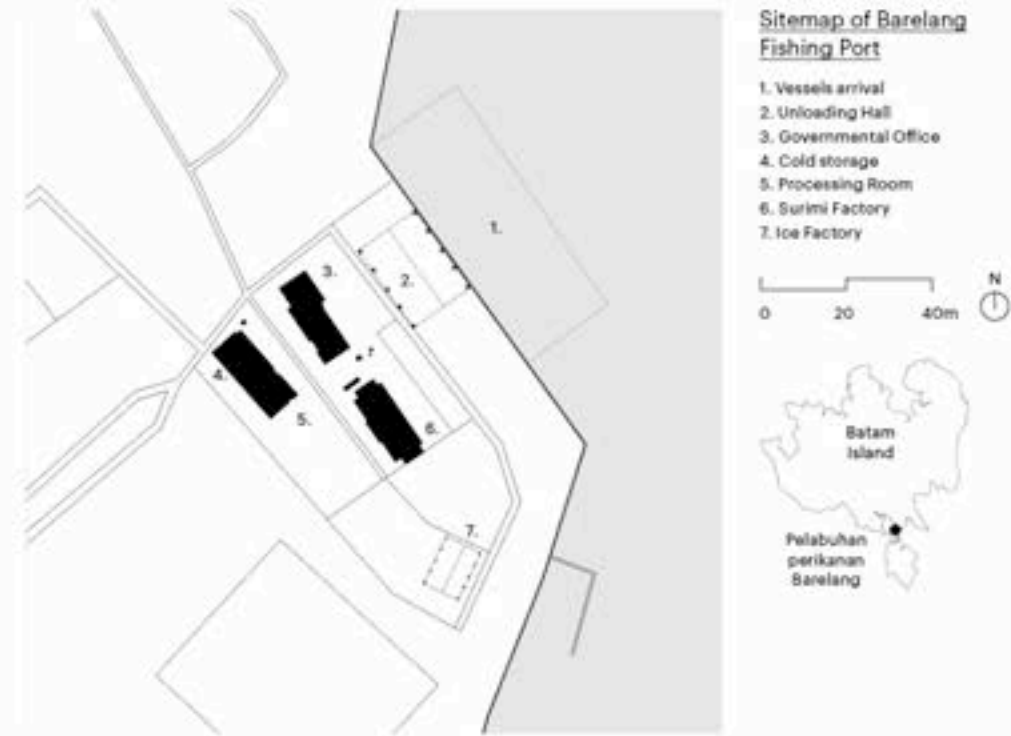 Sitemap of Barelang
Fishing Port
1. Vessels arrival
2. Unloading Hall
3. Governmental Office
4. Cold storage
5. Processing Room
6. Surimi Factory
7. Ice Factory
0 20 40m
N
Batam
Island
Pelabuhan
perikanan
Barelang
1.
2.
3.
4.
5.
6.
7.